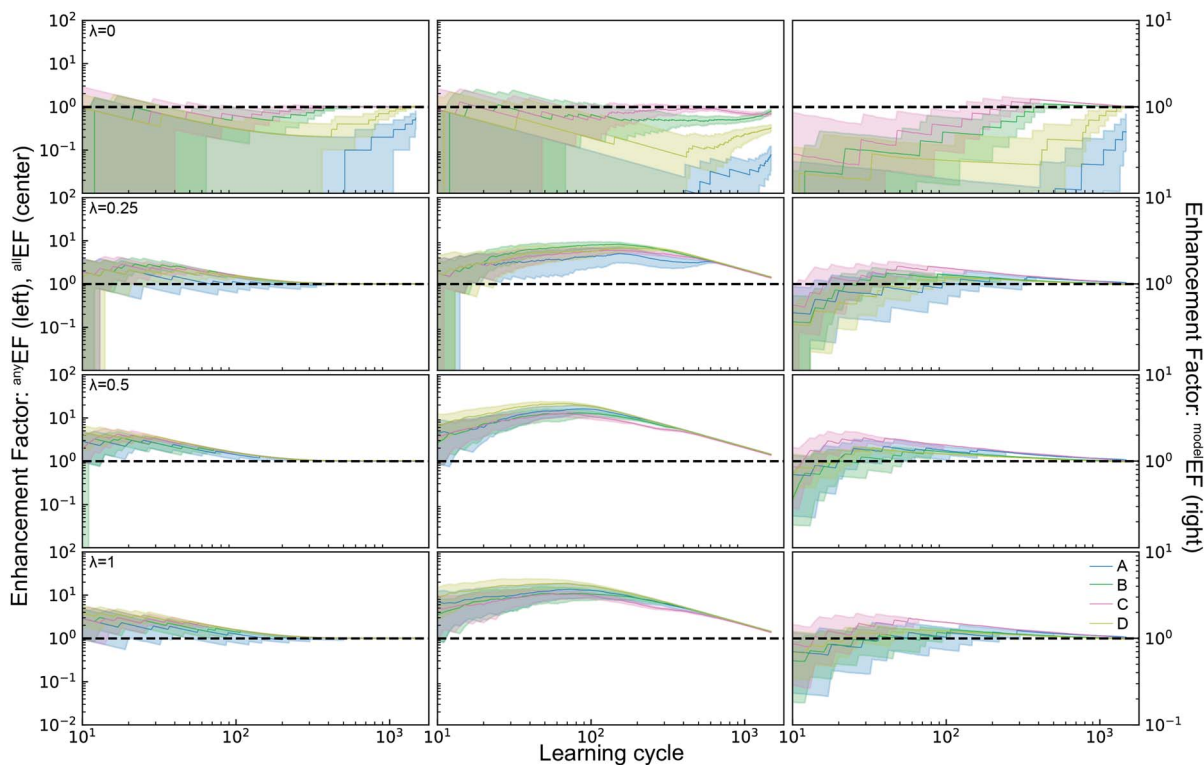 λ=0
10²
10¹
10⁰
10⁻¹
10²
10¹
10⁰
10⁻¹
10²
10¹
10⁰
10⁻¹
10²
10¹
10⁰
10⁻¹
10⁻²
λ=0.25
λ=0.5
λ=1
10¹
10⁰
10¹
10¹
10⁰
10¹
10¹
10⁰
10¹
10¹
10⁰
10⁻¹
A
B
C
D
10¹ 10² 10³
10¹ 10² 10³
10¹ 10² 10³
Learning cycle
Enhancement Factor: ᵃⁿʸEF (left), ᵃˡˡEF (center)
Enhancement Factor: ᵐᵒᵈᵉˡEF (right)